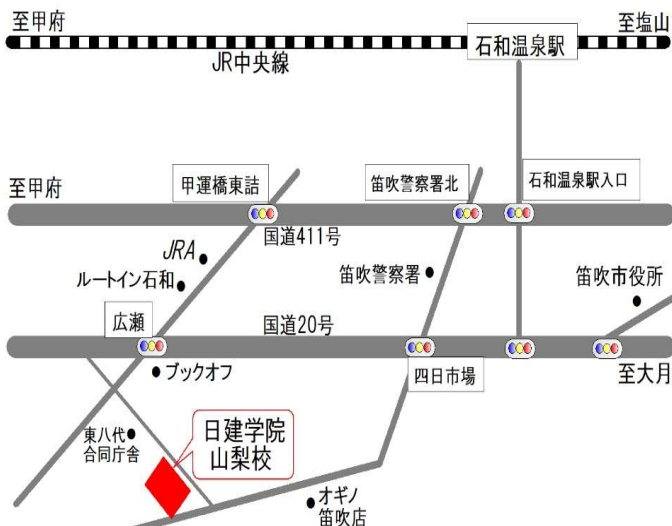 至甲府
至塩山
石和温泉駅
JR中央線
甲運橋東詰
笛吹警察署北
石和温泉駅入口
至甲府
国道411号
JRA
ルートイン石和
笛吹警察署
笛吹市役所
広瀬
国道20号
ブックオフ
四日市場
至大月
東八代
合同庁舎
日建学院
山梨校
オギノ
笛吹店